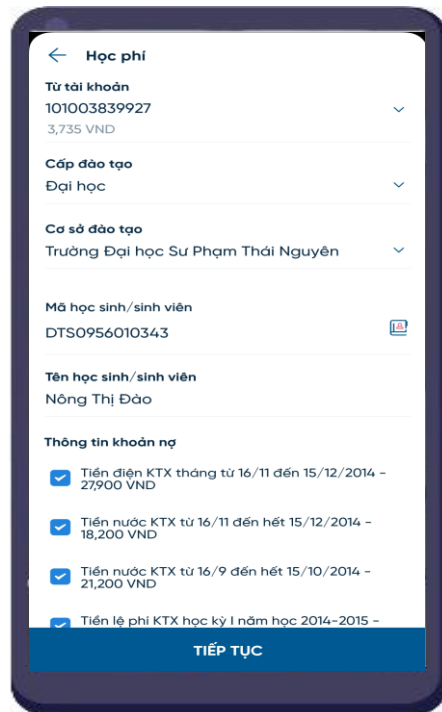 Học phí
Từ tài khoản
101003839927
3,735 VND
Cấp đào tạo
Đại học
Cơ sở đào tạo
Trường Đại học Sư Phạm Thái Nguyên
Mã học sinh/sinh viên
DTS0956010343
Tên học sinh/sinh viên
Nông Thị Đào
Thông tin khoản nợ
Tiền điện KTX tháng từ 16/11 đến 15/12/2014 -
27,900 VND
Tiền nước KTX từ 16/11 đến hết 15/12/2014 -
18,200 VND
Tiền nước KTX từ 16/9 đến hết 15/10/2014 -
21,200 VND
Tiền lệ phí KTX học kỳ I năm học 2014-2015 -
TIẾP TỤC